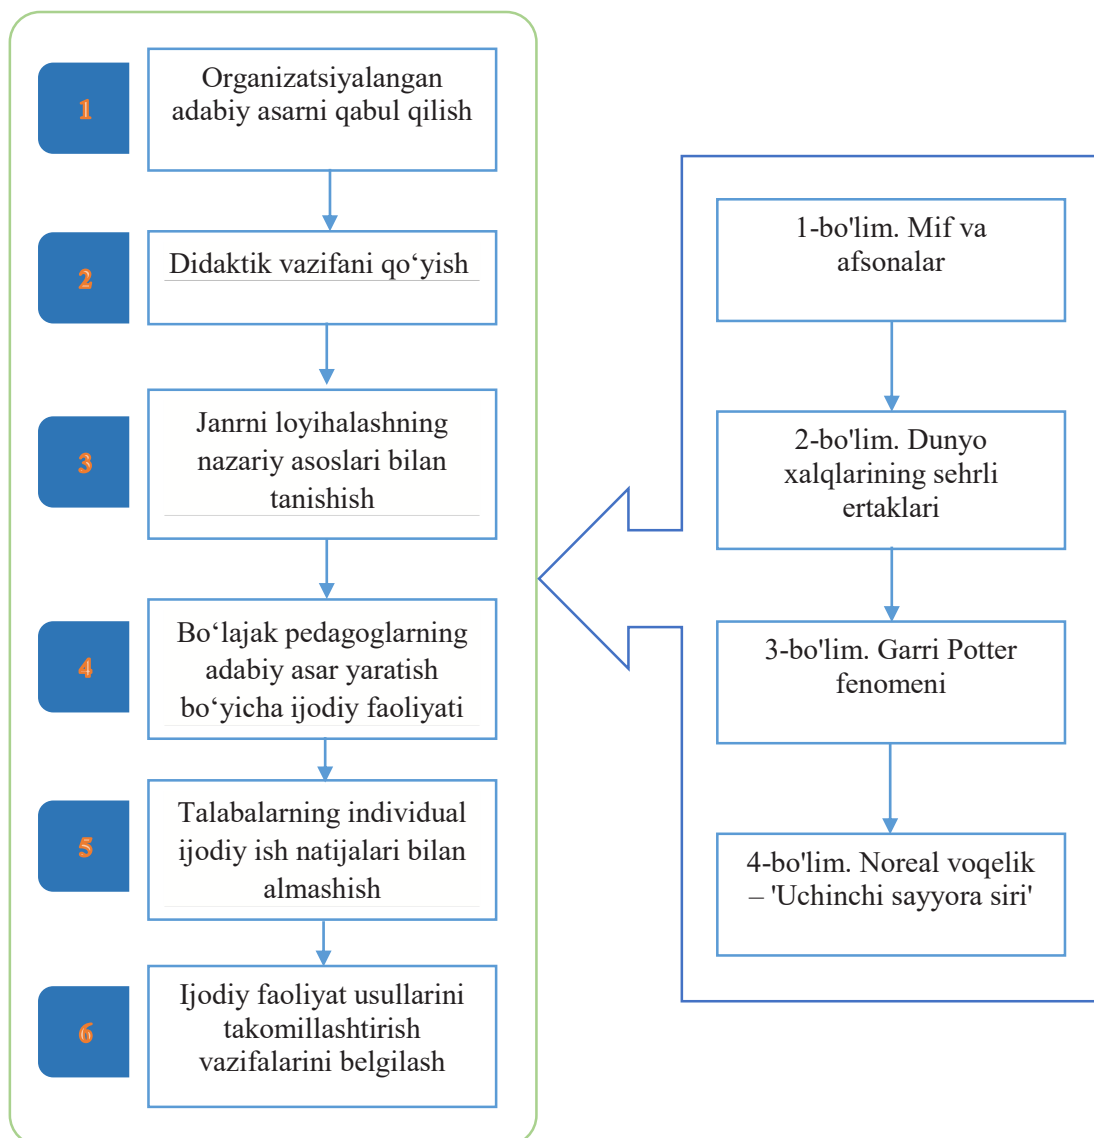 1
Organizatsiyalangan
adabiy asarni qabul qilish
2
Didaktik vazifani qo‘yish
3
Janrni loyihalashning
nazariy asoslari bilan
tanishish
4
Bo‘lajak pedagoglarning
adabiy asar yaratish
bo‘yicha ijodiy faoliyati
5
Talabalarning individual
ijodiy ish natijalari bilan
almashish
6
Ijodiy faoliyat usullarini
takomillashtirish
vazifalarini belgilash
1-bo'lim. Mif va
afsonalar
2-bo'lim. Dunyo
xalqlarining sehrli
ertaklari
3-bo'lim. Garri Potter
fenomeni
4-bo'lim. Noreal voqelik
– 'Uchinchi sayyora siri'